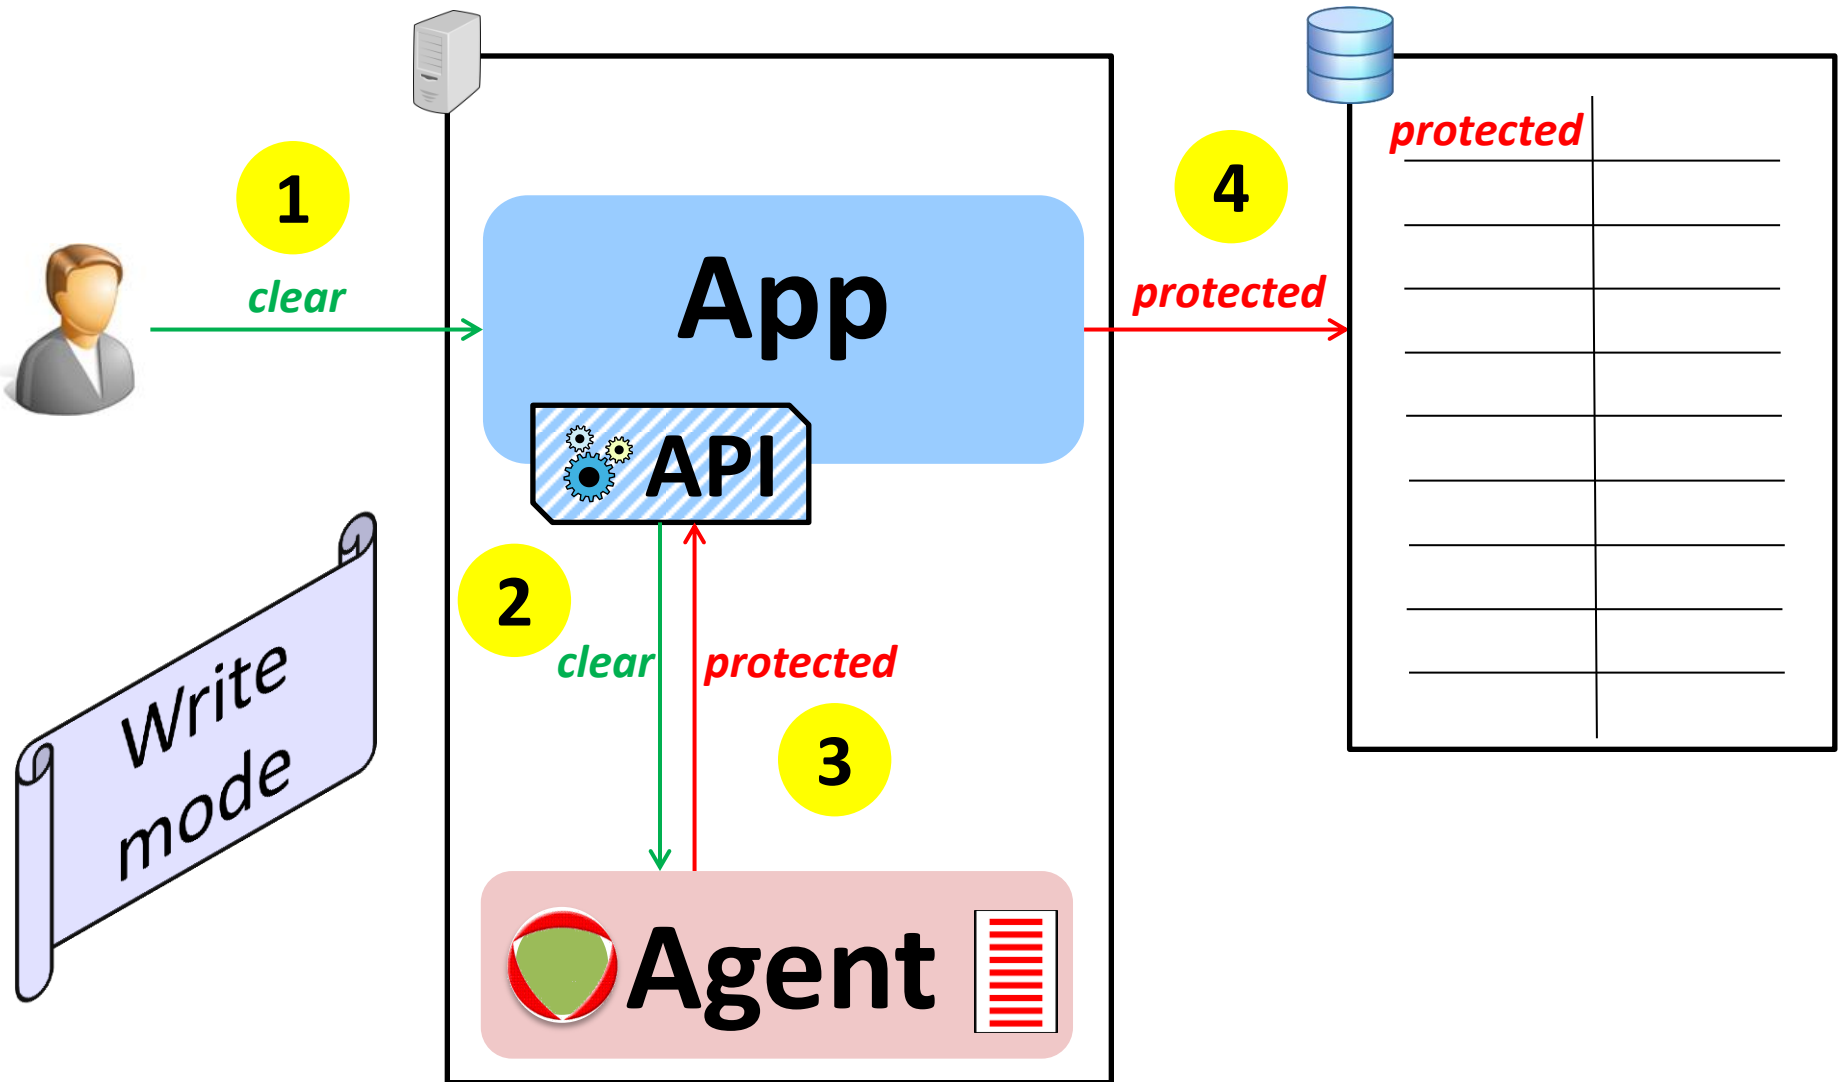 protected
1
4
clear
App
protected
API
2
clear
protected
Write
mode
3
Agent